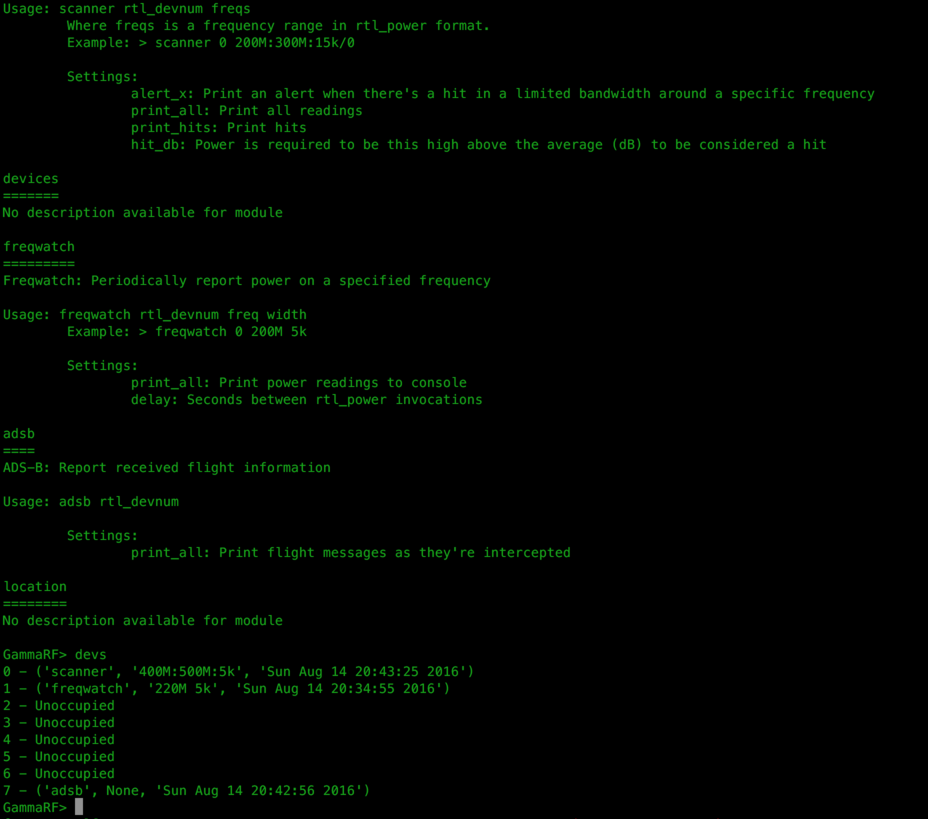 Usage: scanner rtl_devnum freqs
Where freqs is a frequency range in rtl_power format.
Example: > scanner 0 200M:300M:15k/0
Settings:
alert_x: Print an alert when there's a hit in a limited bandwidth around a specific frequency
print_all: Print all readings
print_hits: Print hits
hit_db: Power is required to be this high above the average (dB) to be considered a hit
devices
=======
No description available for module
freqwatch
=========
Freqwatch: Periodically report power on a specified frequency
Usage: freqwatch rtl_devnum freq width
Example: > freqwatch 0 200M 5k
Settings:
print_all: Print power readings to console
delay: Seconds between rtl_power invocations
adsb
====
ADS-B: Report received flight information
Usage: adsb rtl_devnum
Settings:
print_all: Print flight messages as they're intercepted
location
========
No description available for module
GammaRF> devs
0 - ('scanner', '400M:500M:5k', 'Sun Aug 14 20:43:25 2016')
1 - ('freqwatch', '220M 5k', 'Sun Aug 14 20:34:55 2016')
2 - Unoccupied
3 - Unoccupied
4 - Unoccupied
5 - Unoccupied
6 - Unoccupied
7 - ('adsb', None, 'Sun Aug 14 20:42:56 2016')
GammaRF>